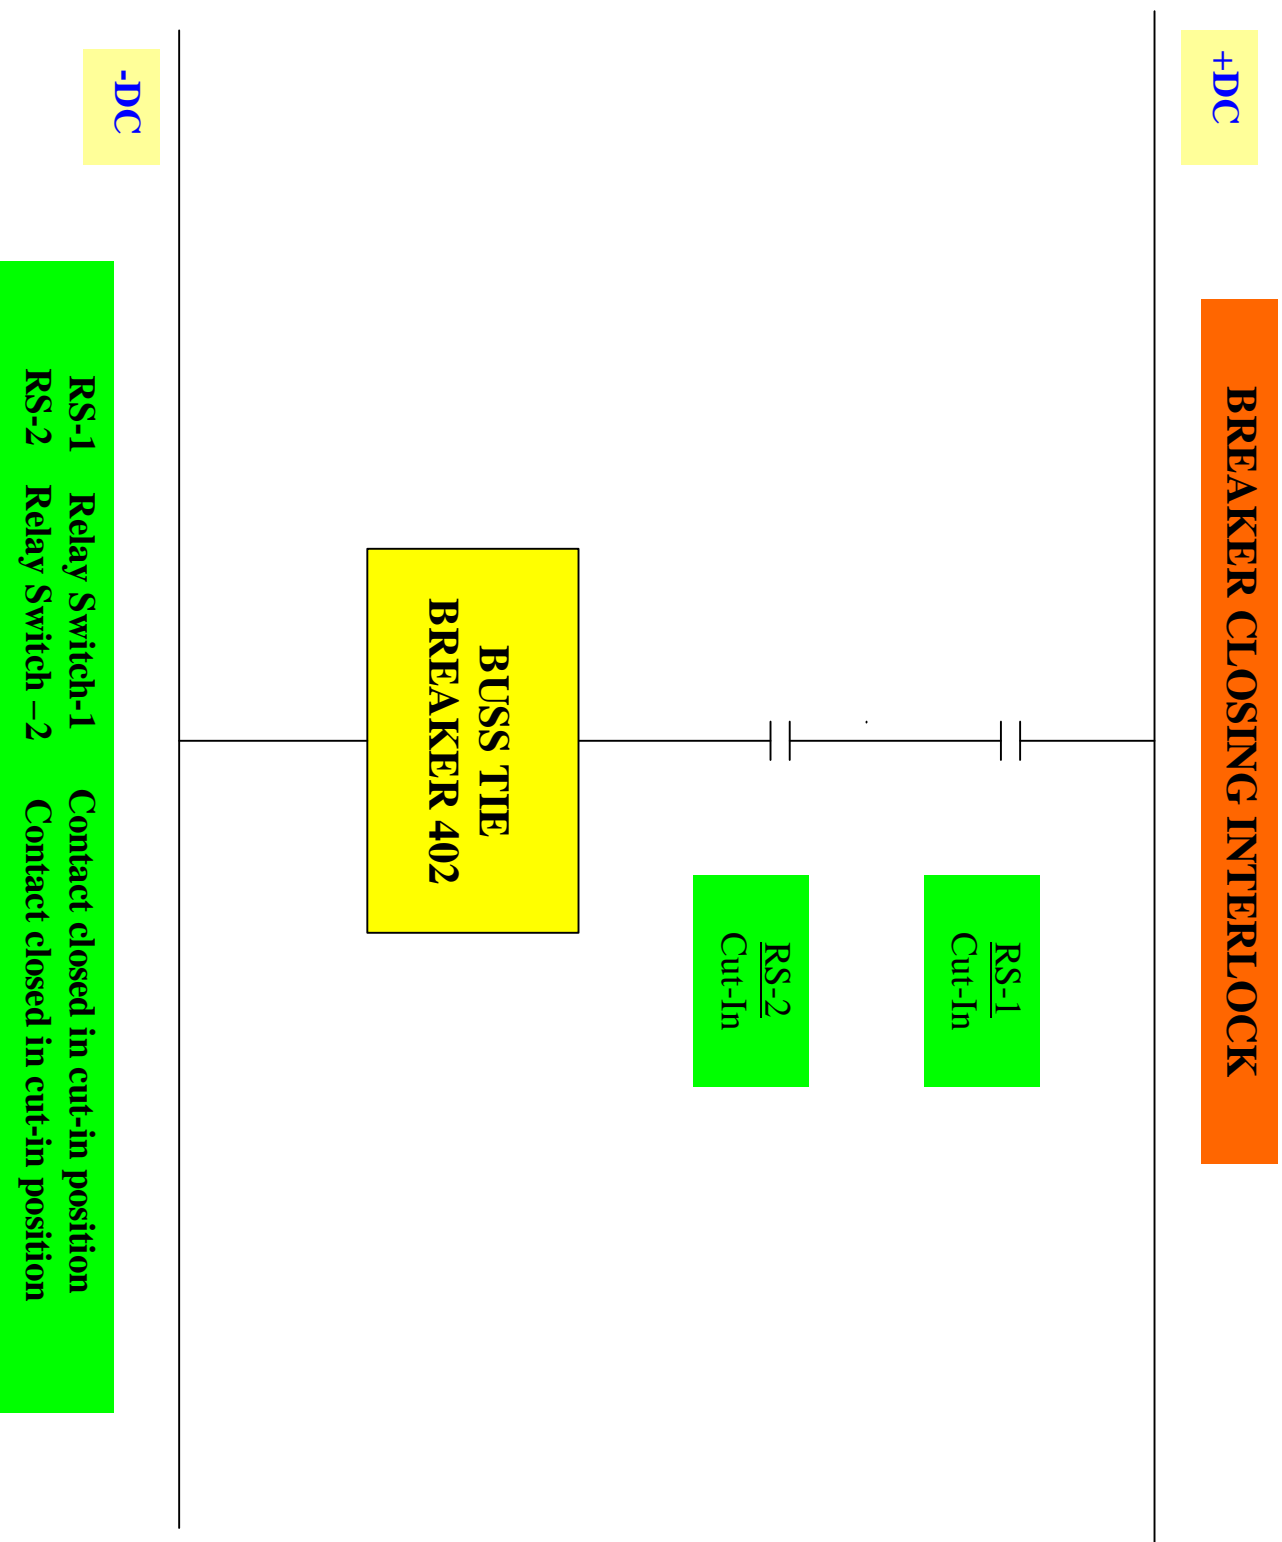 BREAKER CLOSING INTERLOCK
+DC
RS-1
Cut-In
RS-2
Cut-In
BUSS TIE
BREAKER 402
-DC
RS-1 Relay Switch-1 Contact closed in cut-in position
RS-2 Relay Switch –2 Contact closed in cut-in position